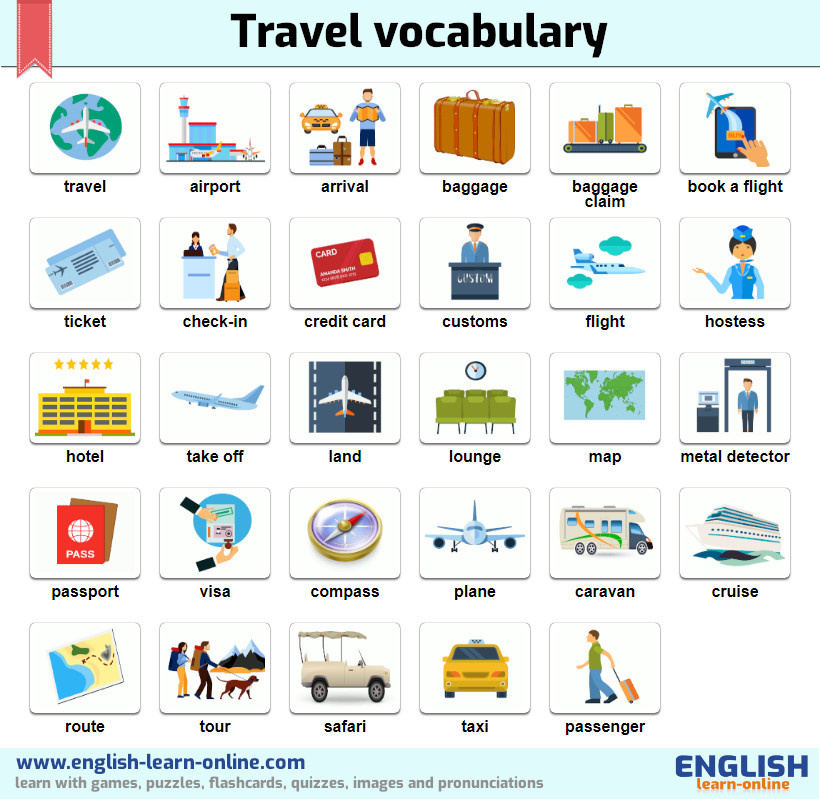 Travel vocabulary
travel
airport
arrival
baggage
baggage
claim
BUY
book a flight
ticket
check-in
CARD
AMANDA SMITH
credit card
CUSTOM
customs
flight
hostess
hotel
take off
land
lounge
map
metal detector
PASS
passport
visa
compass
plane
caravan
cruise
route
tour
safari
taxi
passenger
www.english-learn-online.com
learn with games, puzzles, flashcards, quizzes, images and pronunciations
ENGLISH
learn-online